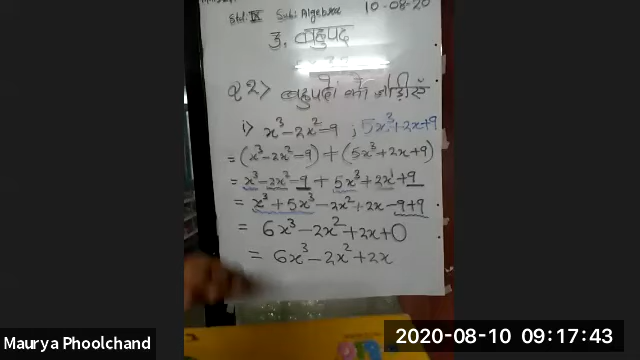 Std: IX Sub: Algebra 10-08-20
3. बहुपद
Q 2> बहुपदों को जोड़िए
i> x³-2x²-9 ; 5x³+2x+9
= (x³-2x²-9) + (5x³+2x+9)
= x³-2x²-9 + 5x³+2x+9
= x³+5x³-2x²+2x-9+9
= 6x³-2x²+2x+0
= 6x³-2x²+2x
Maurya Phoolchand
2020-08-10 09:17:43